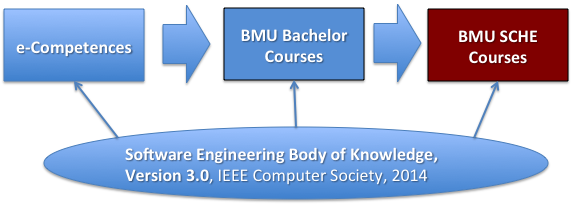 e-Competences
BMU Bachelor
Courses
BMU SCHE
Courses
Software Engineering Body of Knowledge,
Version 3.0, IEEE Computer Society, 2014